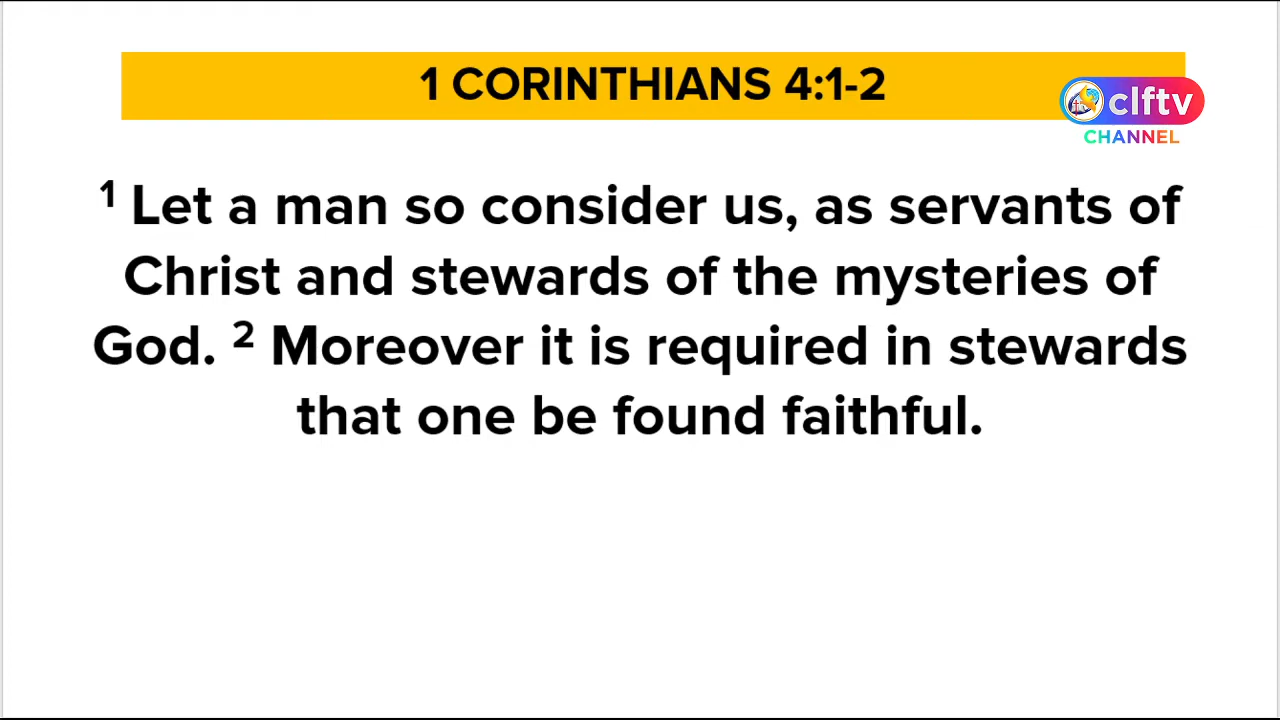 1 CORINTHIANS 4:1-2
clftv
CHANNEL
1 Let a man so consider us, as servants of
Christ and stewards of the mysteries of
God. 2 Moreover it is required in stewards
that one be found faithful.